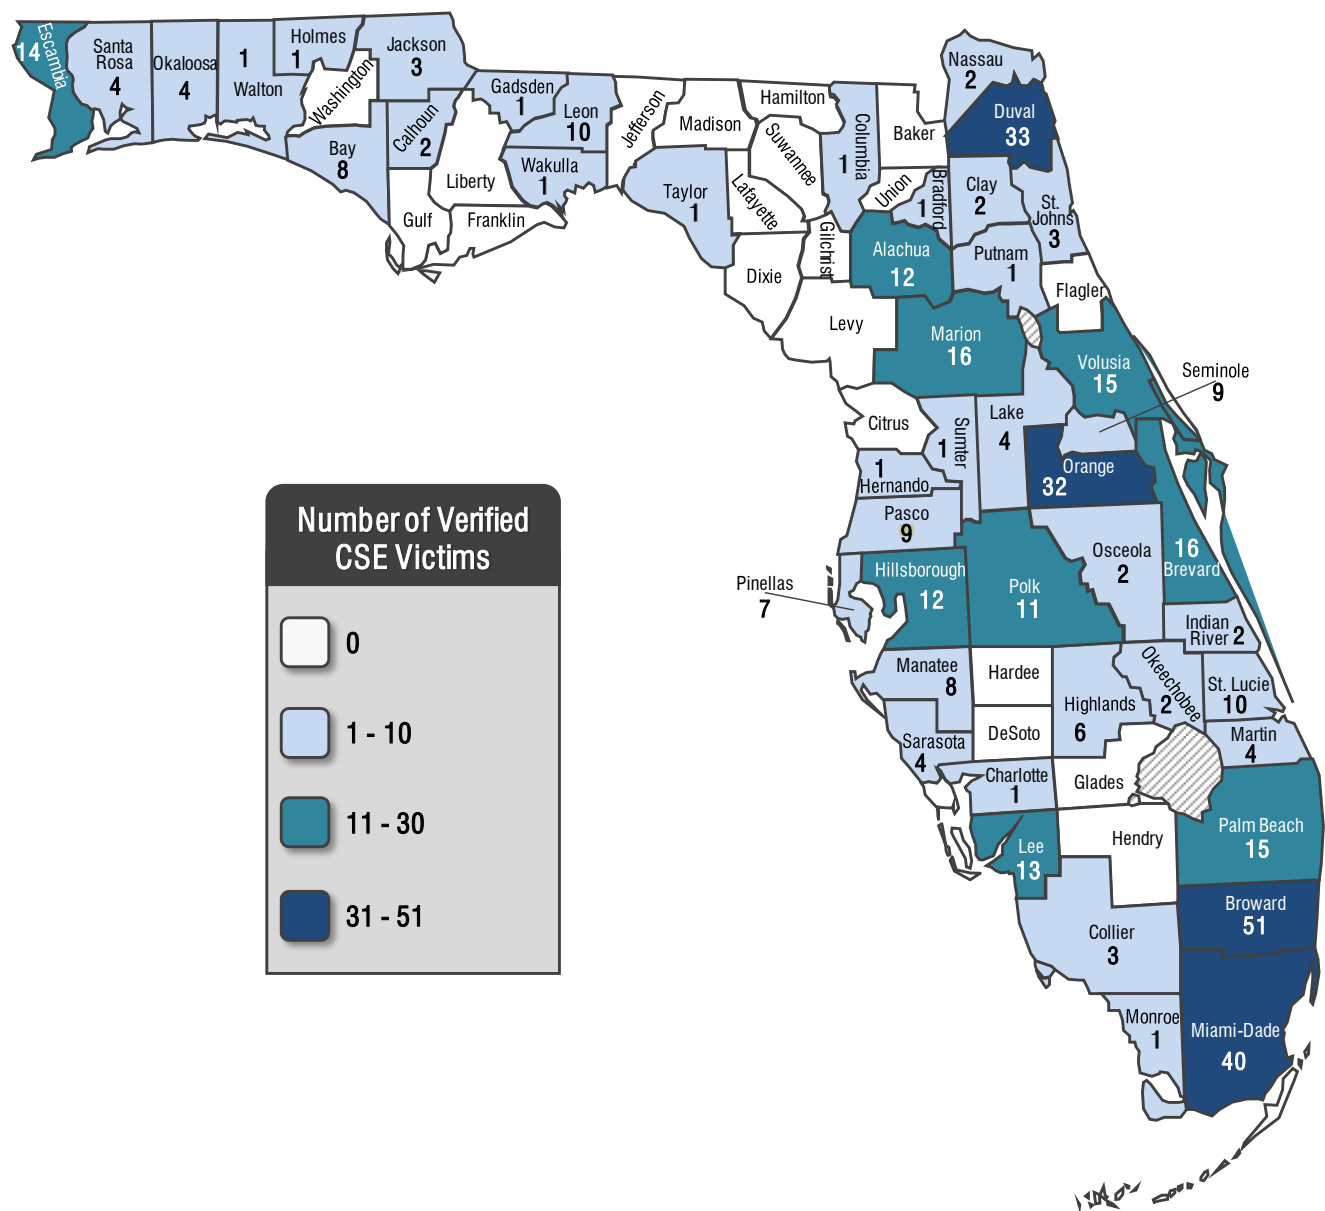 Escambia
14
Santa
Rosa
4
Okaloosa
4
1
Walton
Holmes
1
Washington
Jackson
3
Bay
8
Calhoun
2
Gulf
Liberty
Franklin
Gadsden
1
Leon
10
Wakulla
1
Jefferson
Madison
Taylor
1
Hamilton
Suwannee
Lafayette
Dixie
Columbia
1
Gilchrist
Levy
Baker
Union
Bradford
1
Nassau
2
Duval
33
Clay
2
St.
Johns
3
Putnam
1
Alachua
12
Flagler
Marion
16
Volusia
15
Seminole
9
Citrus
Sumter
1
Lake
4
Orange
32
1
Hernando
Pasco
9
Pinellas
7
Hillsborough
12
Polk
11
Osceola
2
16
Brevard
Indian
River 2
Manatee
8
Hardee
Highlands
6
Okeechobee
2
St. Lucie
10
Sarasota
4
DeSoto
Martin
4
Charlotte
1
Glades
Lee
13
Hendry
Palm Beach
15
Collier
3
Broward
51
Monroe
1
Miami-Dade
40
Number of Verified
CSE Victims
0
1 - 10
11 - 30
31 - 51